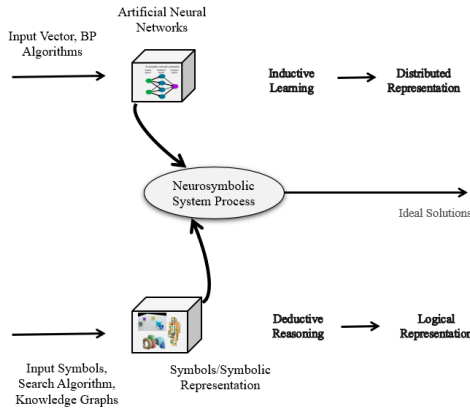 Artificial Neural
Networks
Input Vector, BP
Algorithms
Inductive
Learning
Distributed
Representation
Neurosymbolic
System Process
Ideal Solutions
Deductive
Reasoning
Logical
Representation
Input Symbols,
Search Algorithm,
Knowledge Graphs
Symbols/Symbolic
Representation